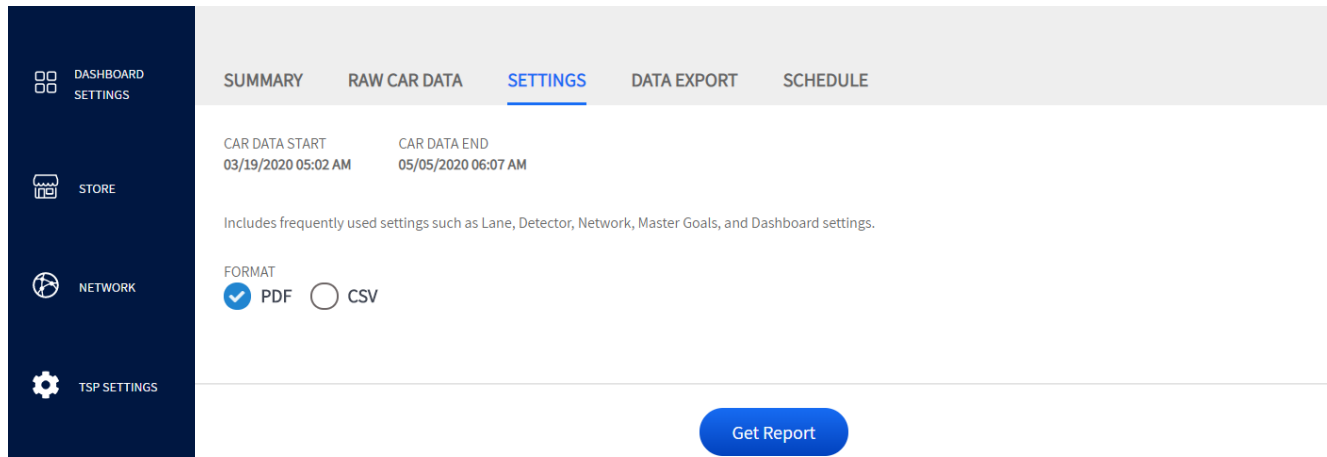 DASHBOARD
SETTINGS
STORE
NETWORK
TSP SETTINGS
SUMMARY RAW CAR DATA SETTINGS DATA EXPORT SCHEDULE
CAR DATA START CAR DATA END
03/19/2020 05:02 AM 05/05/2020 06:07 AM
Includes frequently used settings such as Lane, Detector, Network, Master Goals, and Dashboard settings.
FORMAT
PDF CSV
Get Report